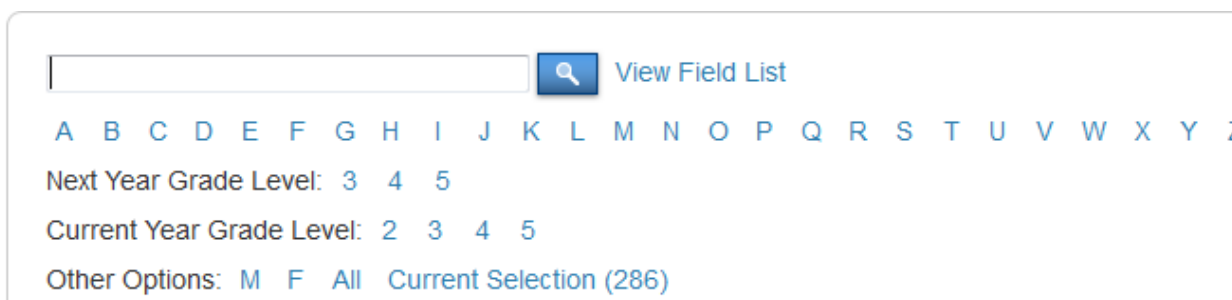 View Field List
A B C D E F G H I J K L M N O P Q R S T U V W X Y
Next Year Grade Level: 3 4 5
Current Year Grade Level: 2 3 4 5
Other Options: M F All Current Selection (286)